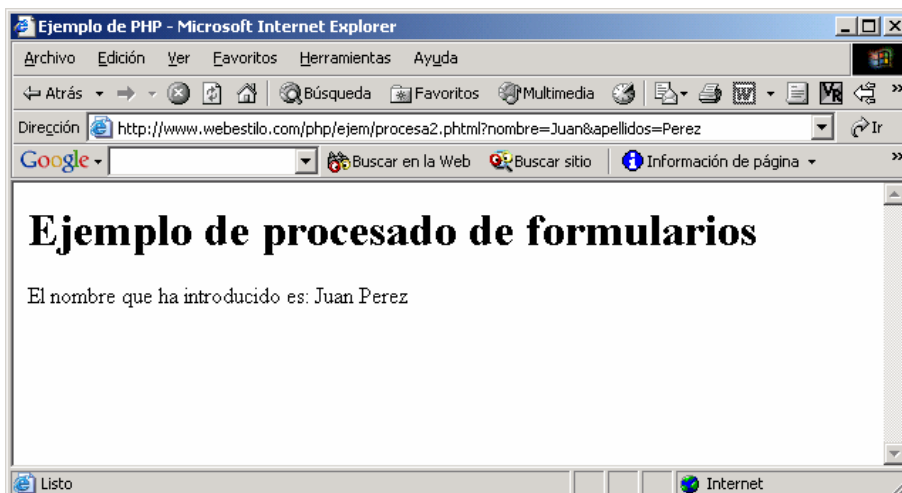 Ejemplo de PHP - Microsoft Internet Explorer
Archivo Edición Ver Favoritos Herramientas Ayuda
Atrás Búsqueda Favoritos Multimedia W VR »
Dirección http://www.webestilo.com/php/ejem/procesa2.phtml?nombre=Juan&apellidos=Perez Ir
Google Buscar en la Web Buscar sitio Información de página »
Ejemplo de procesado de formularios
El nombre que ha introducido es: Juan Perez
Listo Internet